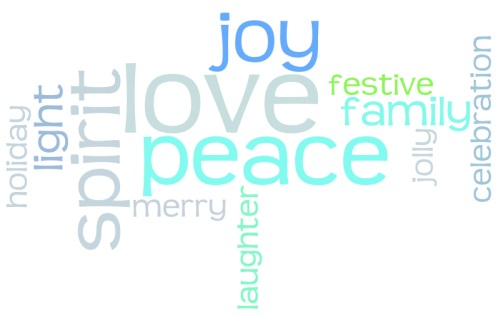 joy
love
festive
family
celebration
holiday
light
spirit
peace
jolly
merry
laughter